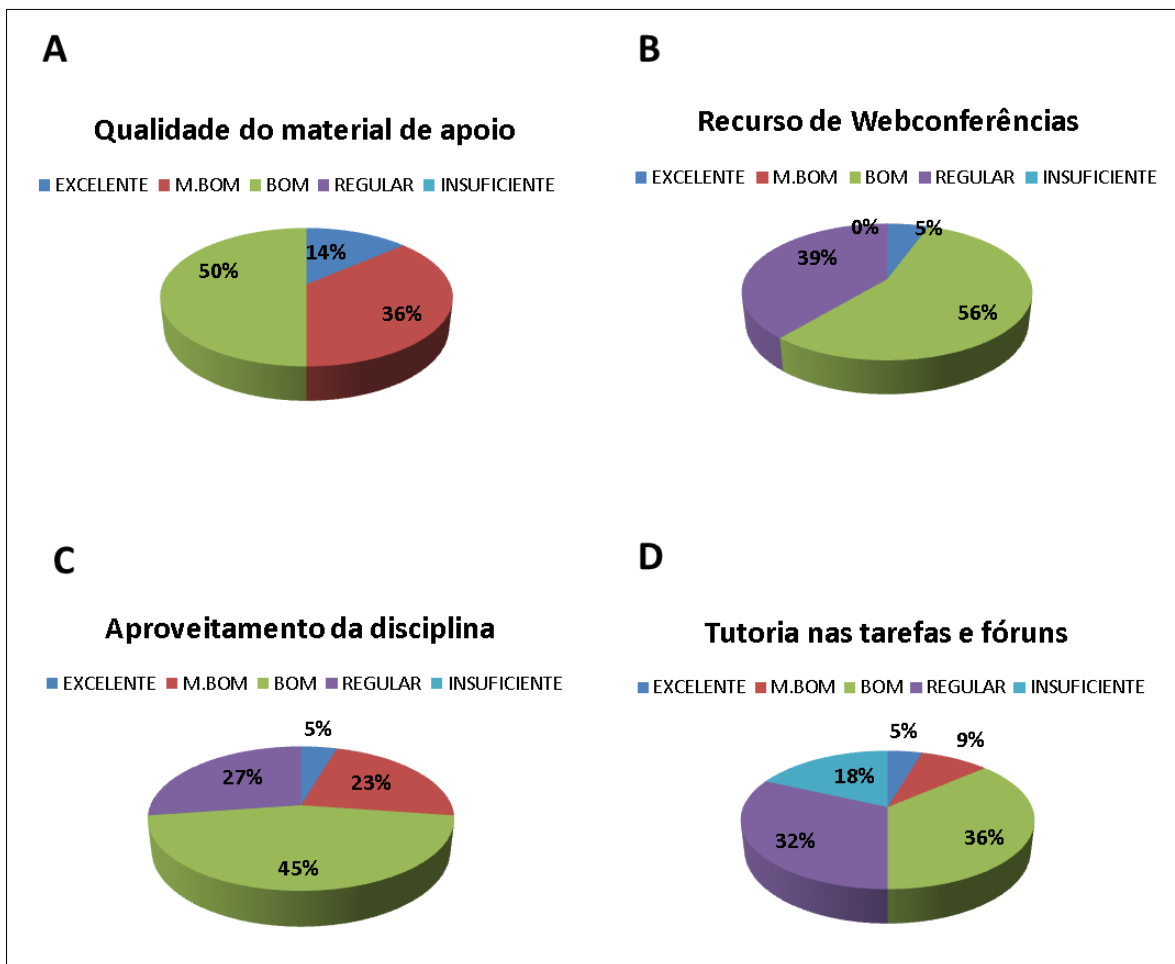 A
Qualidade do material de apoio
EXCELENTE M.BOM BOM REGULAR INSUFICIENTE
14%
50%
36%
B
Recurso de Webconferências
EXCELENTE M.BOM BOM REGULAR INSUFICIENTE
0% 5%
39%
56%
C
Aproveitamento da disciplina
EXCELENTE M.BOM BOM REGULAR INSUFICIENTE
5%
27% 23%
45%
D
Tutoria nas tarefas e fóruns
EXCELENTE M.BOM BOM REGULAR INSUFICIENTE
5% 9%
18%
32% 36%